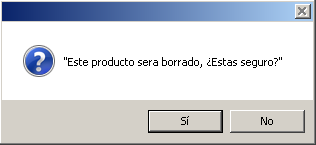 "Este producto sera borrado, ¿Estas seguro?"
Sí
No